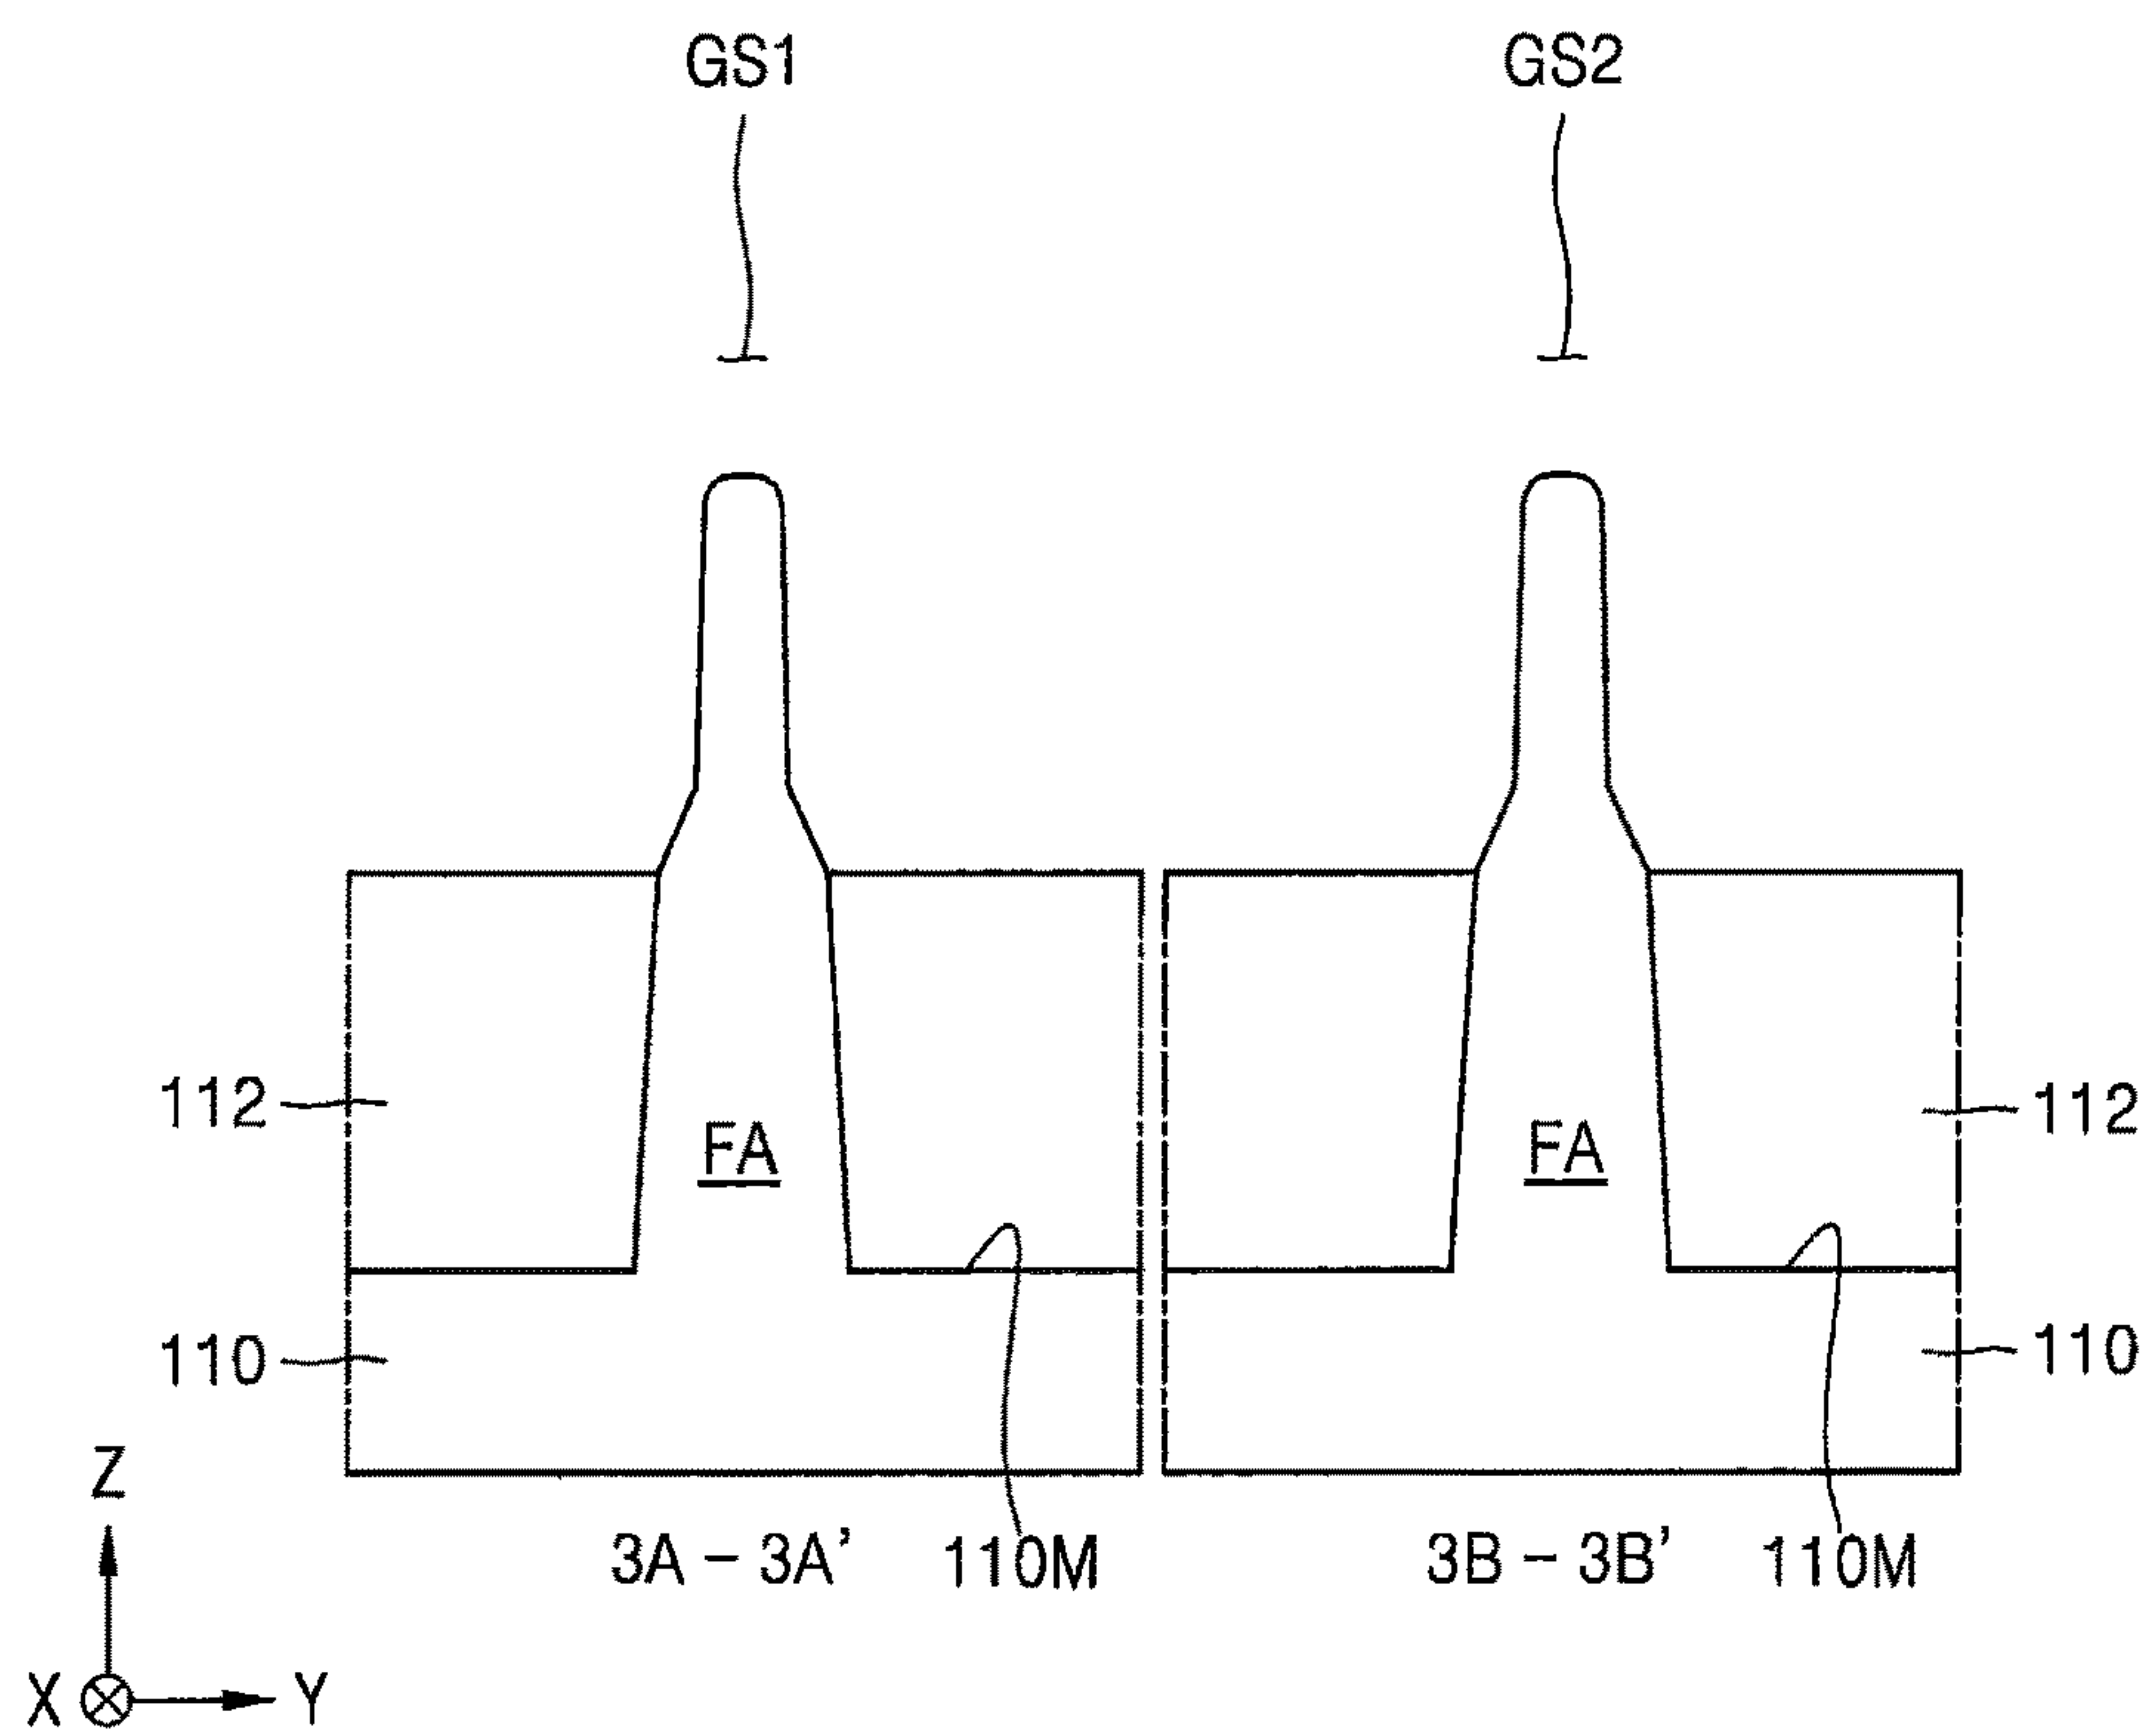 GS1 GS2
112 FA FA 112
110 110
Z
3A – 3A' 110M 3B – 3B' 110M
X Y